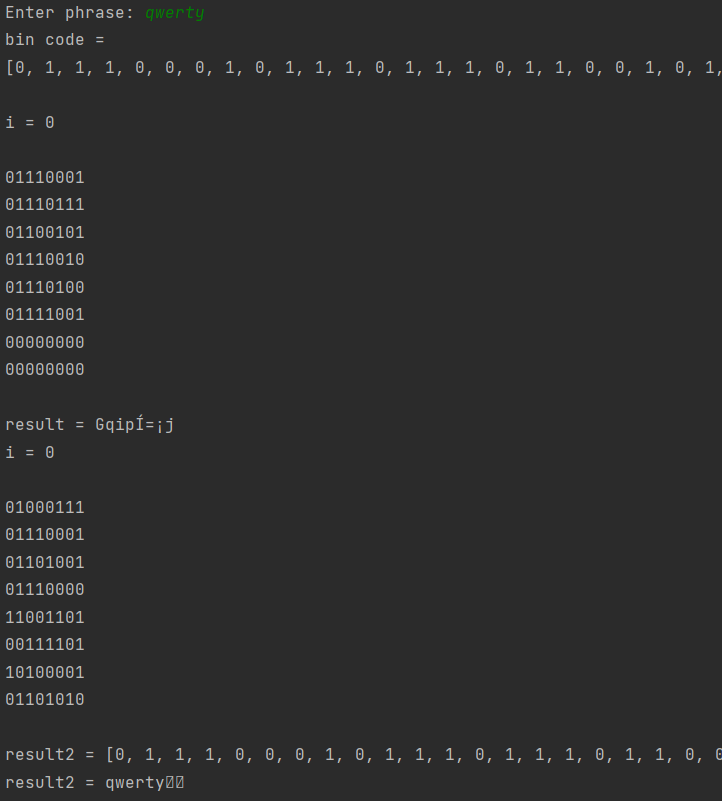 Enter phrase: qwerty
bin code =
[0, 1, 1, 1, 0, 0, 0, 1, 0, 1, 1, 1, 0, 1, 1, 1, 0, 1, 1, 0, 0, 1, 0, 1,
i = 0
01110001
01110111
01100101
01110010
01110100
01111001
00000000
00000000
result = GqipÍ=¡j
i = 0
01000111
01110001
01101001
01110000
11001101
00111101
10100001
01101010
result2 = [0, 1, 1, 1, 0, 0, 0, 1, 0, 1, 1, 1, 0, 1, 1, 1, 0, 1, 1, 0, 0
result2 = qwerty